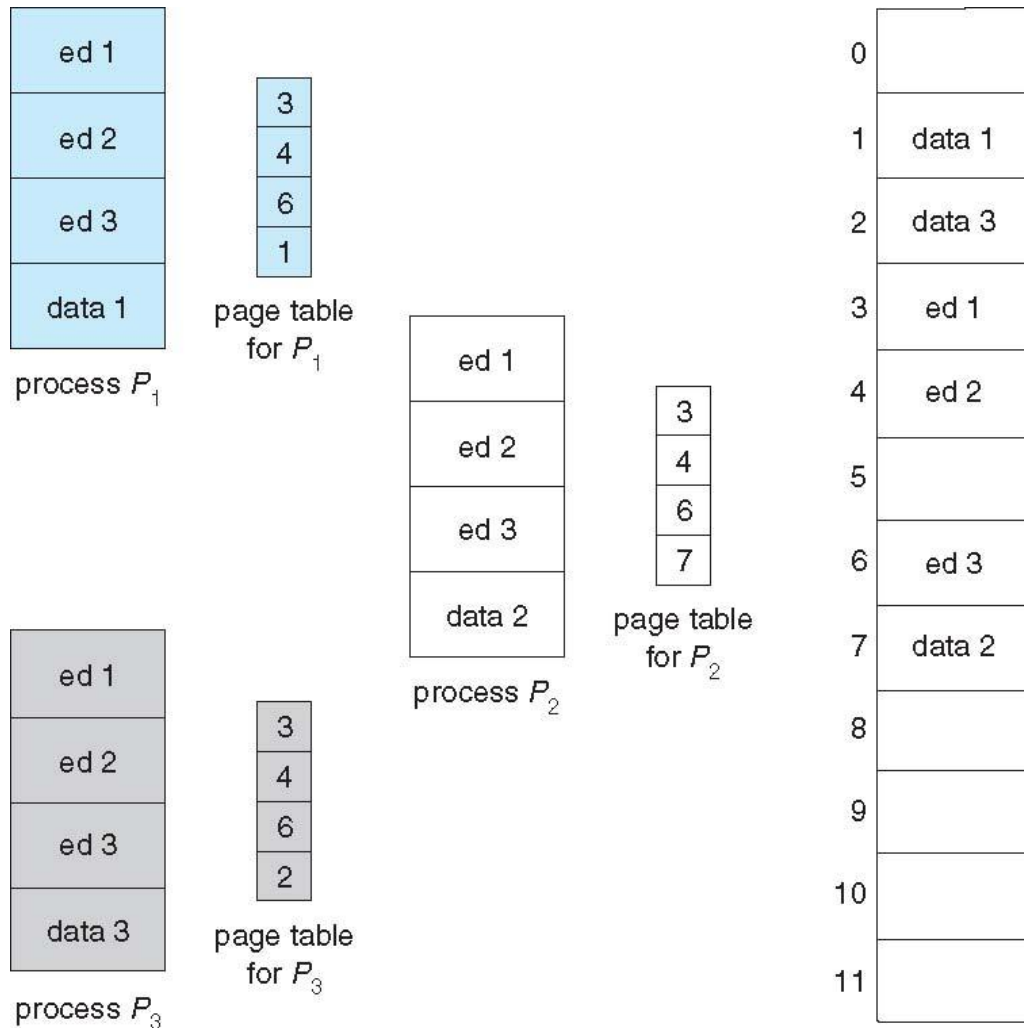 ed 1
ed 2
ed 3
data 1
process P1
3
4
6
1
page table
for P1
ed 1
ed 2
ed 3
data 2
process P2
3
4
6
7
page table
for P2
ed 1
ed 2
ed 3
data 3
process P3
3
4
6
2
page table
for P3
0
1 data 1
2 data 3
3 ed 1
4 ed 2
5
6 ed 3
7 data 2
8
9
10
11